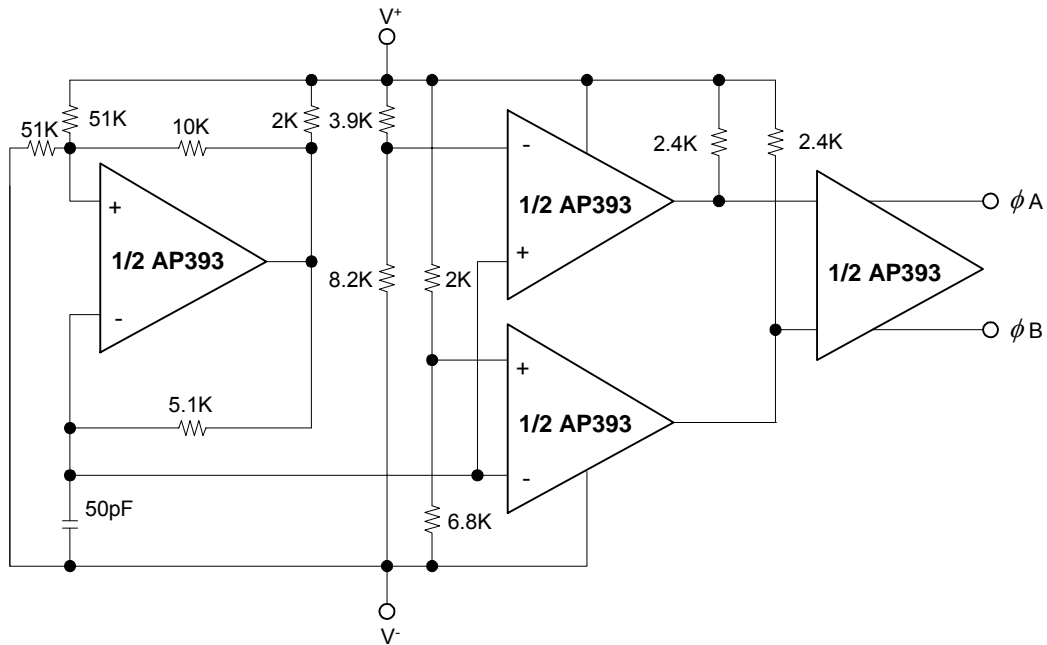 V+
51K
51K
10K
2K
3.9K
2.4K
2.4K
+
1/2 AP393
-
-
1/2 AP393
+
8.2K
2K
1/2 AP393
ϕA
ϕB
5.1K
+
1/2 AP393
-
50pF
6.8K
V-